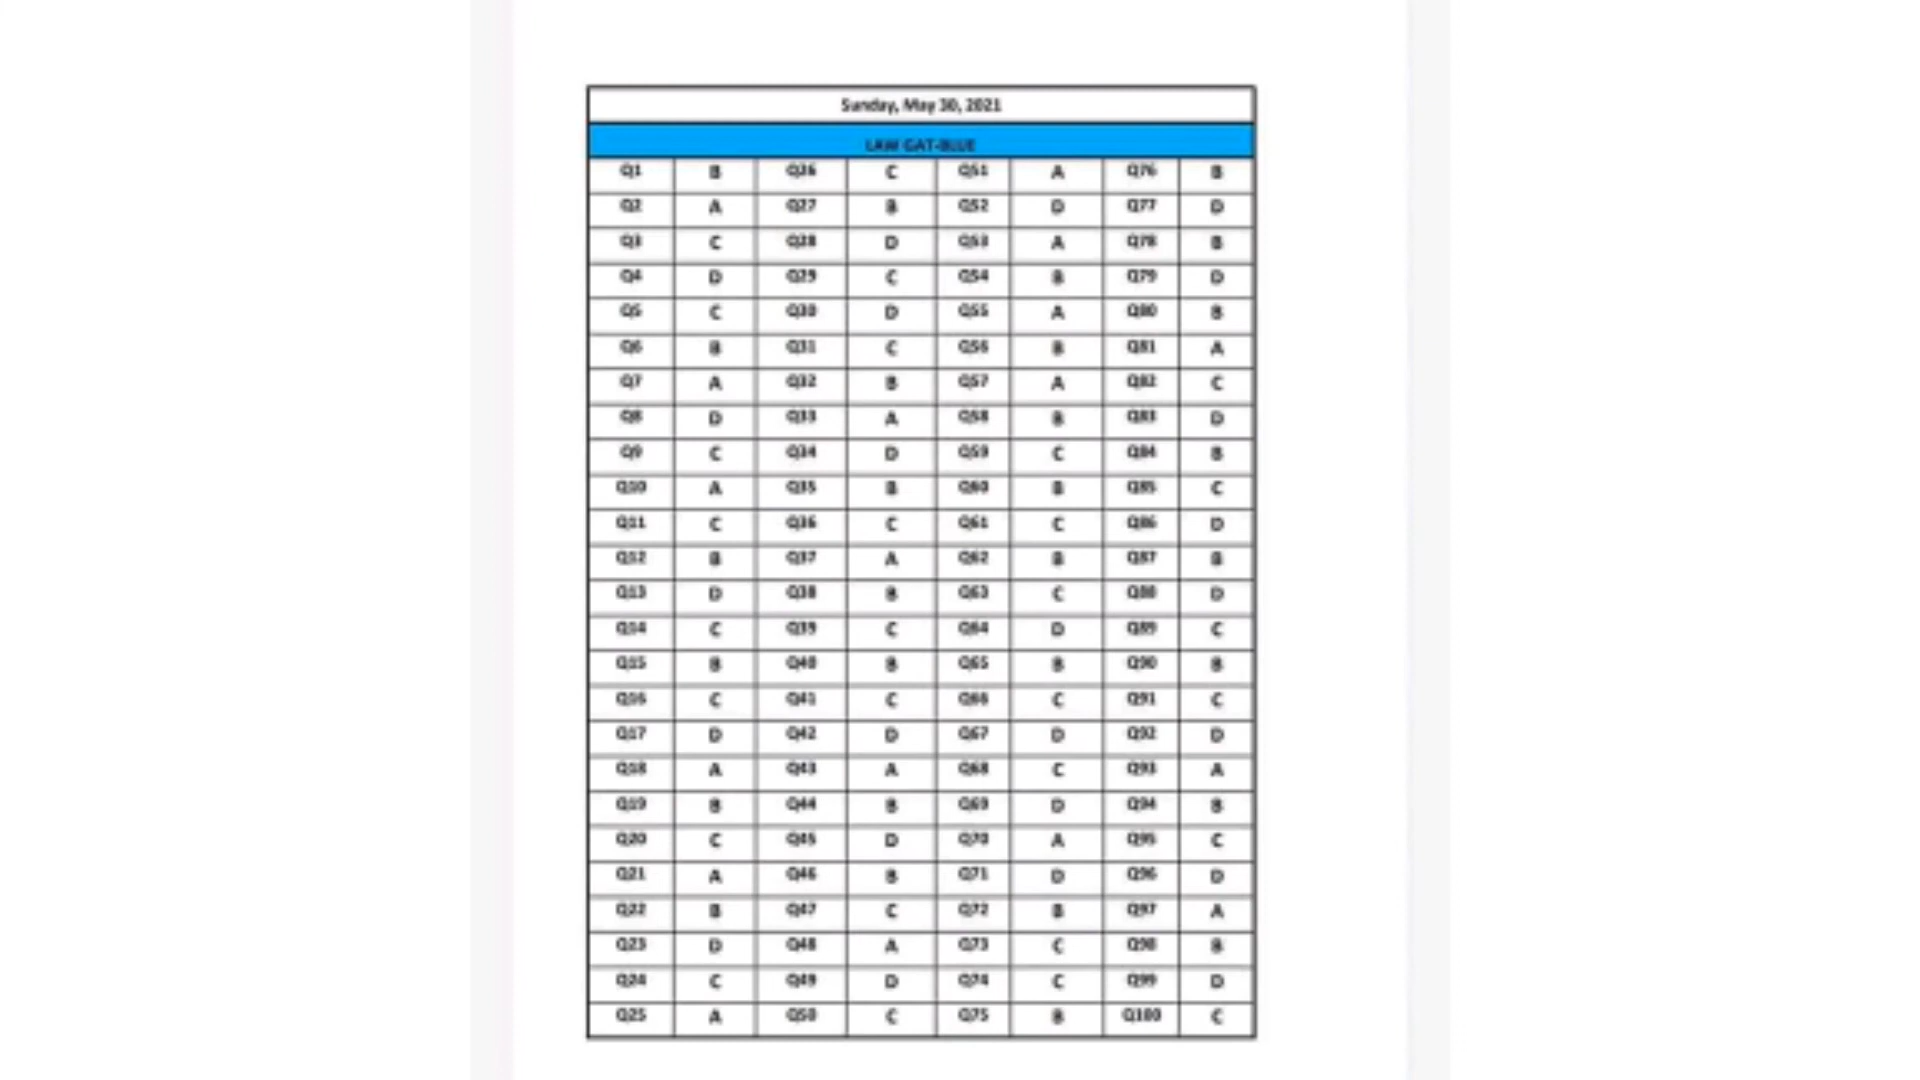 Sunday, May 30, 2021
LAW GAT-BLUE
Q1 B Q26 C Q51 A Q76 B
Q2 A Q27 B Q52 D Q77 D
Q3 C Q28 D Q53 A Q78 B
Q4 D Q29 C Q54 B Q79 D
Q5 C Q30 D Q55 A Q80 B
Q6 B Q31 C Q56 B Q81 A
Q7 A Q32 B Q57 A Q82 C
Q8 D Q33 A Q58 B Q83 D
Q9 C Q34 D Q59 C Q84 B
Q10 A Q35 B Q60 B Q85 C
Q11 C Q36 C Q61 C Q86 D
Q12 B Q37 A Q62 B Q87 B
Q13 D Q38 B Q63 C Q88 D
Q14 C Q39 C Q64 D Q89 C
Q15 B Q40 B Q65 B Q90 B
Q16 C Q41 C Q66 C Q91 C
Q17 D Q42 D Q67 D Q92 D
Q18 A Q43 A Q68 C Q93 A
Q19 B Q44 B Q69 D Q94 B
Q20 C Q45 D Q70 A Q95 C
Q21 A Q46 B Q71 D Q96 D
Q22 B Q47 C Q72 B Q97 A
Q23 D Q48 A Q73 C Q98 B
Q24 C Q49 D Q74 C Q99 D
Q25 A Q50 C Q75 B Q100 C